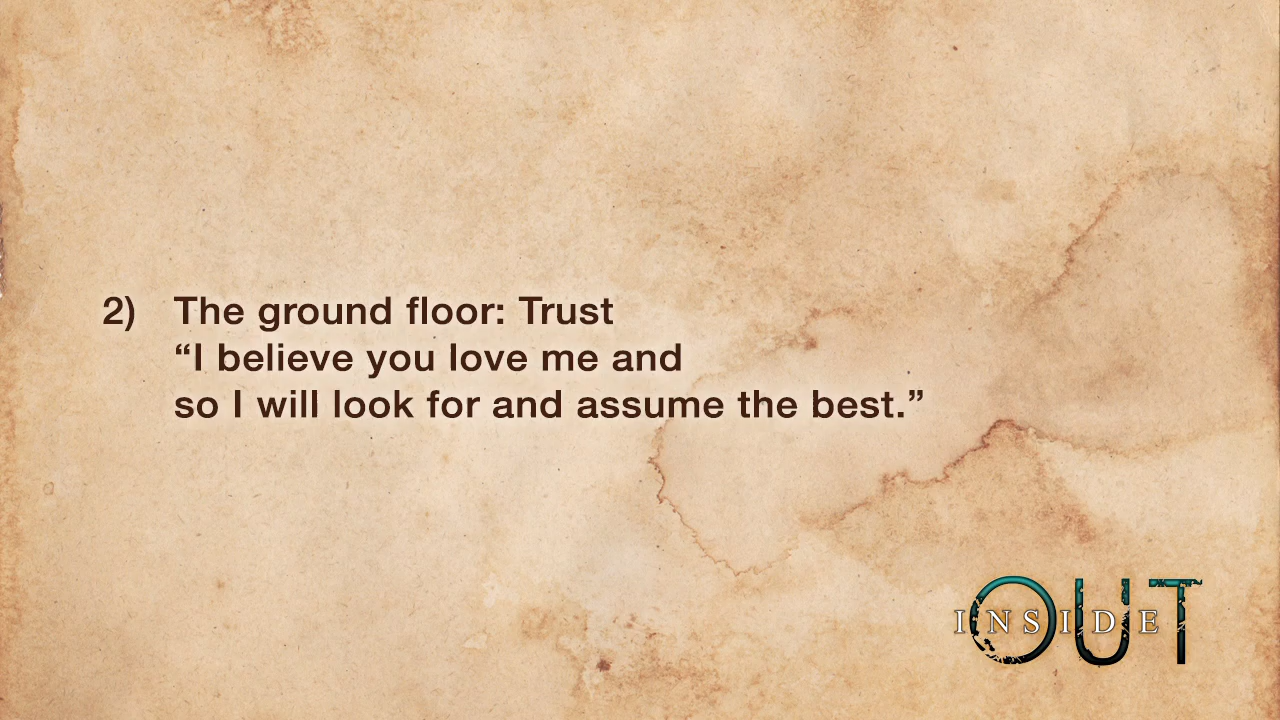 2) The ground floor: Trust
“I believe you love me and
so I will look for and assume the best.”
INSIDE OUT